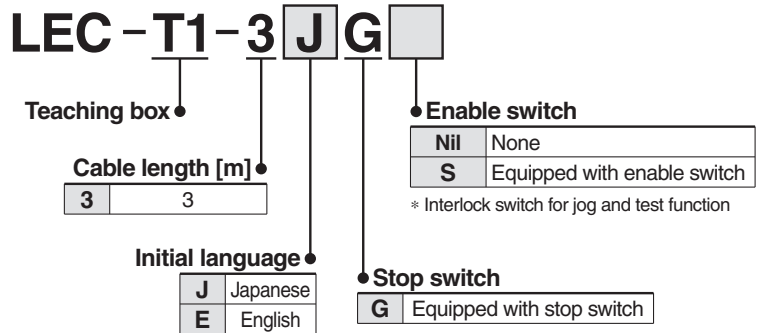 LEC-T1-3JG
Teaching box
Enable switch
Nil None
S Equipped with enable switch
* Interlock switch for jog and test function
Cable length [m]
3 3
Initial language
J Japanese
E English
Stop switch
G Equipped with stop switch